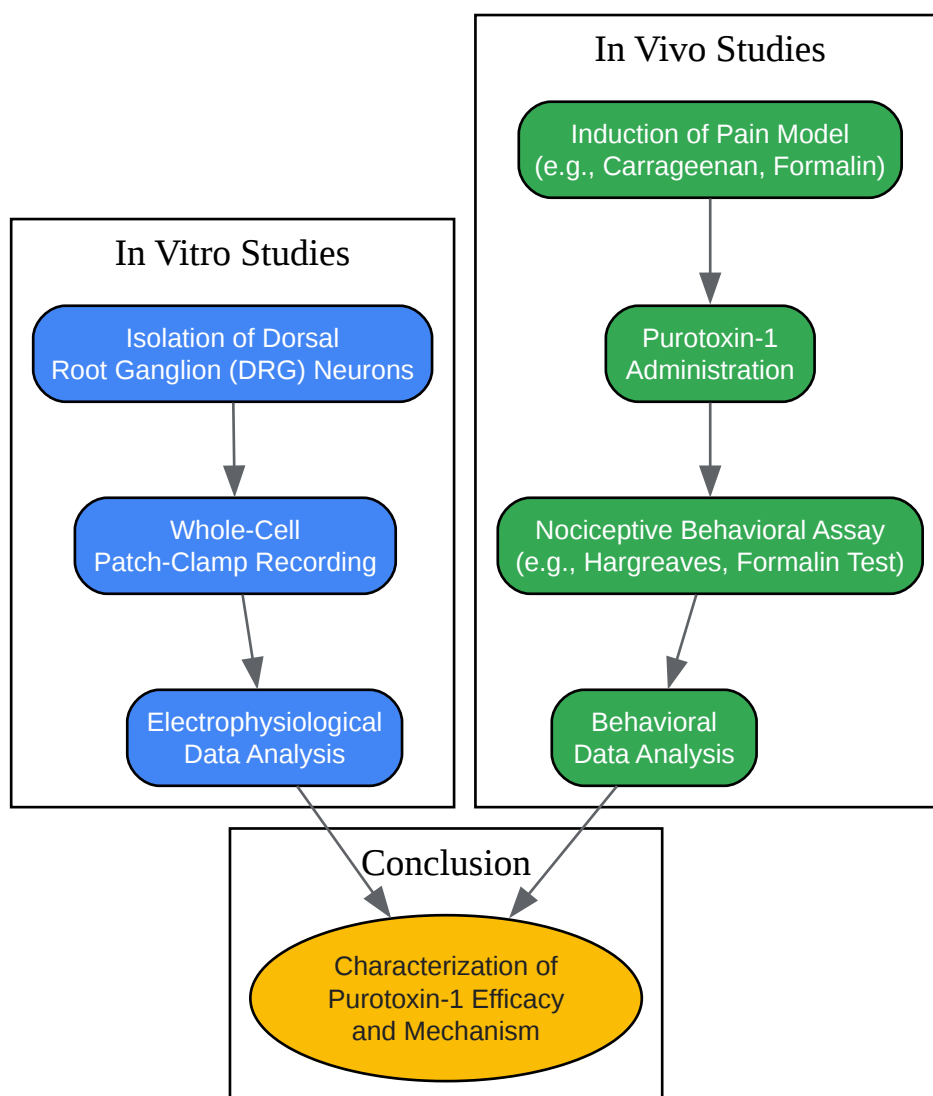 In Vitro Studies
Isolation of Dorsal
Root Ganglion (DRG) Neurons
Whole-Cell
Patch-Clamp Recording
Electrophysiological
Data Analysis
In Vivo Studies
Induction of Pain Model
(e.g., Carrageenan, Formalin)
Purotoxin-1
Administration
Nociceptive Behavioral Assay
(e.g., Hargreaves, Formalin Test)
Behavioral
Data Analysis
Conclusion
Characterization of
Purotoxin-1 Efficacy
and Mechanism